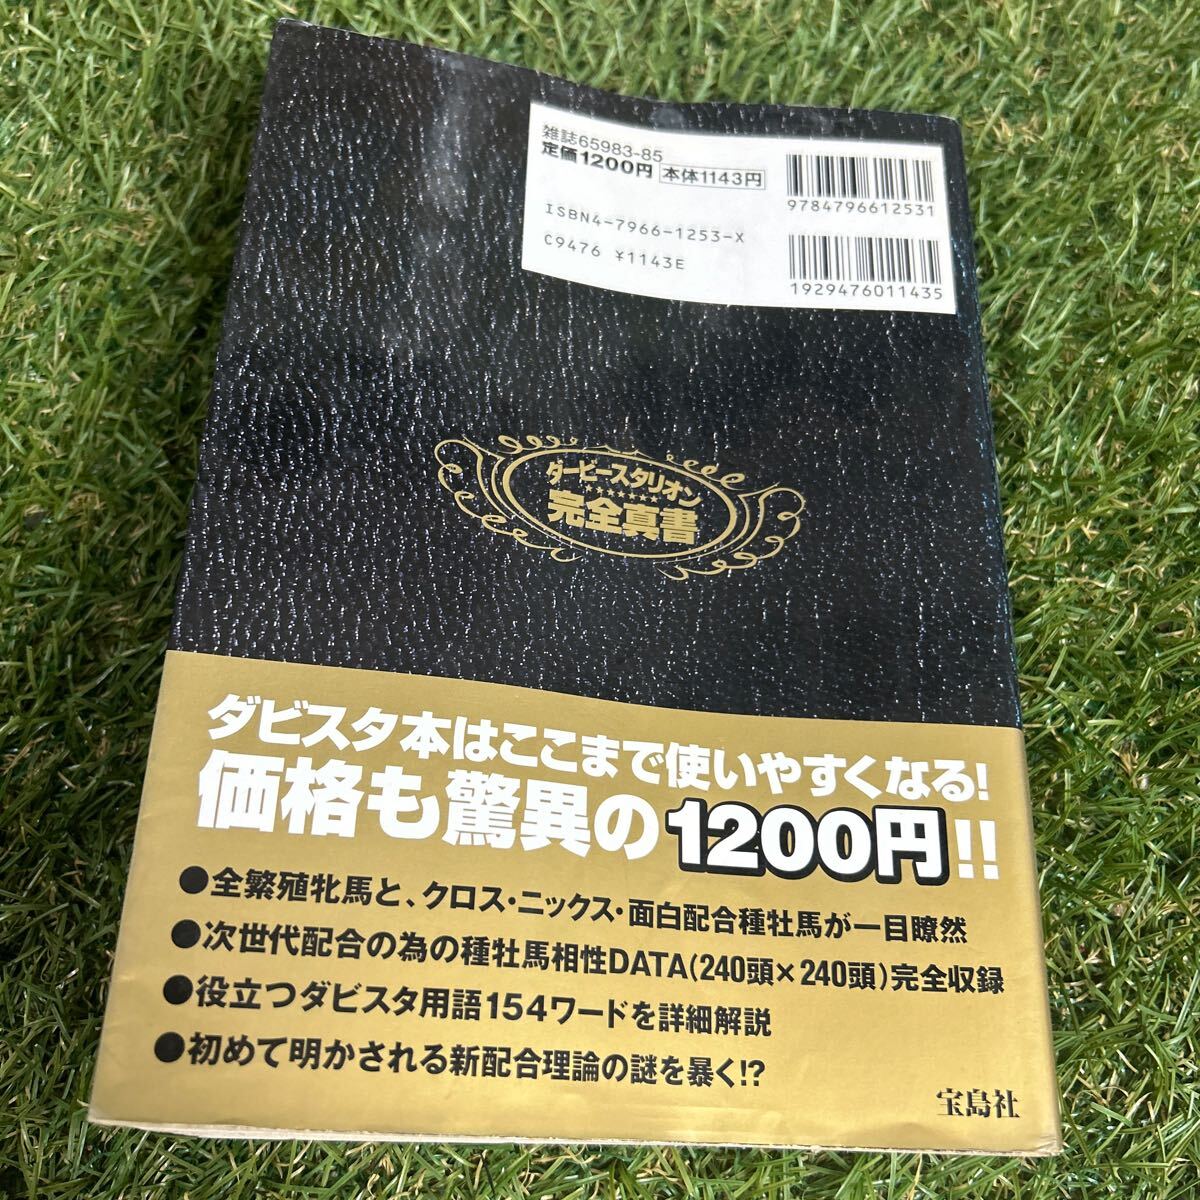 雑誌65983-85
定価1200円 本体1143円
9784796612531
ISBN4-7966-1253-X
C9476 ¥1143E
1929476011435
ダービースタリオン
★★★★★★
完全真書
ダビスタ本はここまで使いやすくなる!
価格も驚異の1200円!!
●全繁殖牝馬と、クロス・ニックス・面白配合種牡馬が一目瞭然
●次世代配合の為の種牡馬相性DATA(240頭×240頭)完全収録
●役立つダビスタ用語154ワードを詳細解説
●初めて明かされる新配合理論の謎を暴く!?
宝島社